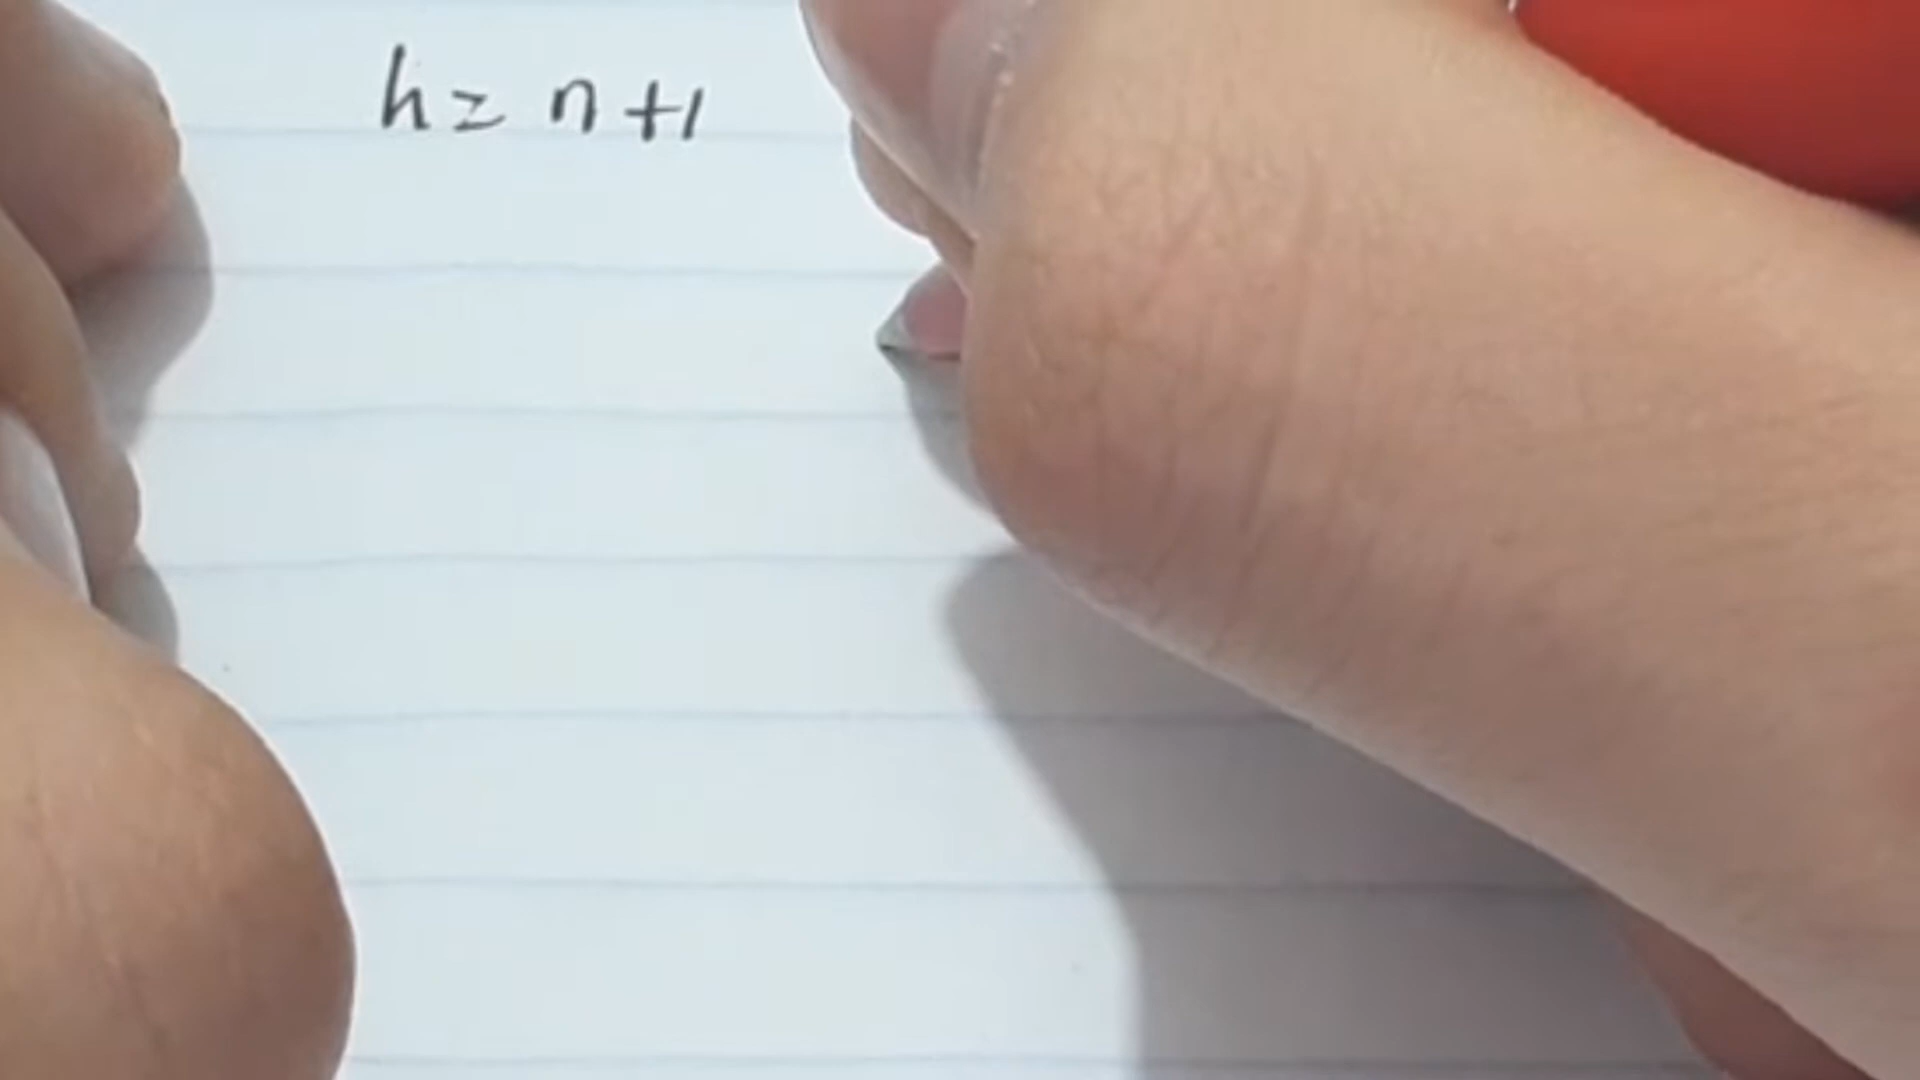 h = n +1